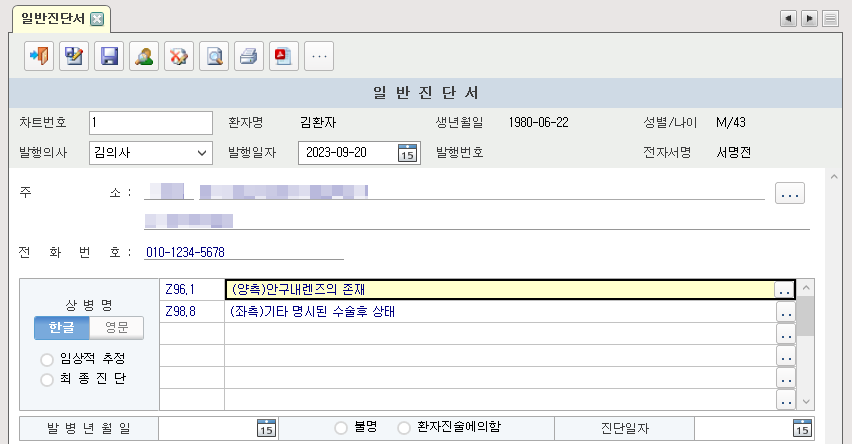 일반진단서
일 반 진 단 서
차트번호 1 환자명 김환자 생년월일 1980-06-22 성별/나이 M/43
발행의사 김의사 발행일자 2023-09-20 15 발행번호 전자서명 서명전
주 소 : ...
전 화 번 호 : 010-1234-5678
상 병 명
한글 영문
임상적 추정
최 종 진 단
Z96.1 (양측)안구내렌즈의 존재 ..
Z98.8 (좌측)기타 명시된 수술후 상태 ..
..
..
..
..
발 병 년 월 일 15 불명 환자진술에의함 진단일자 15